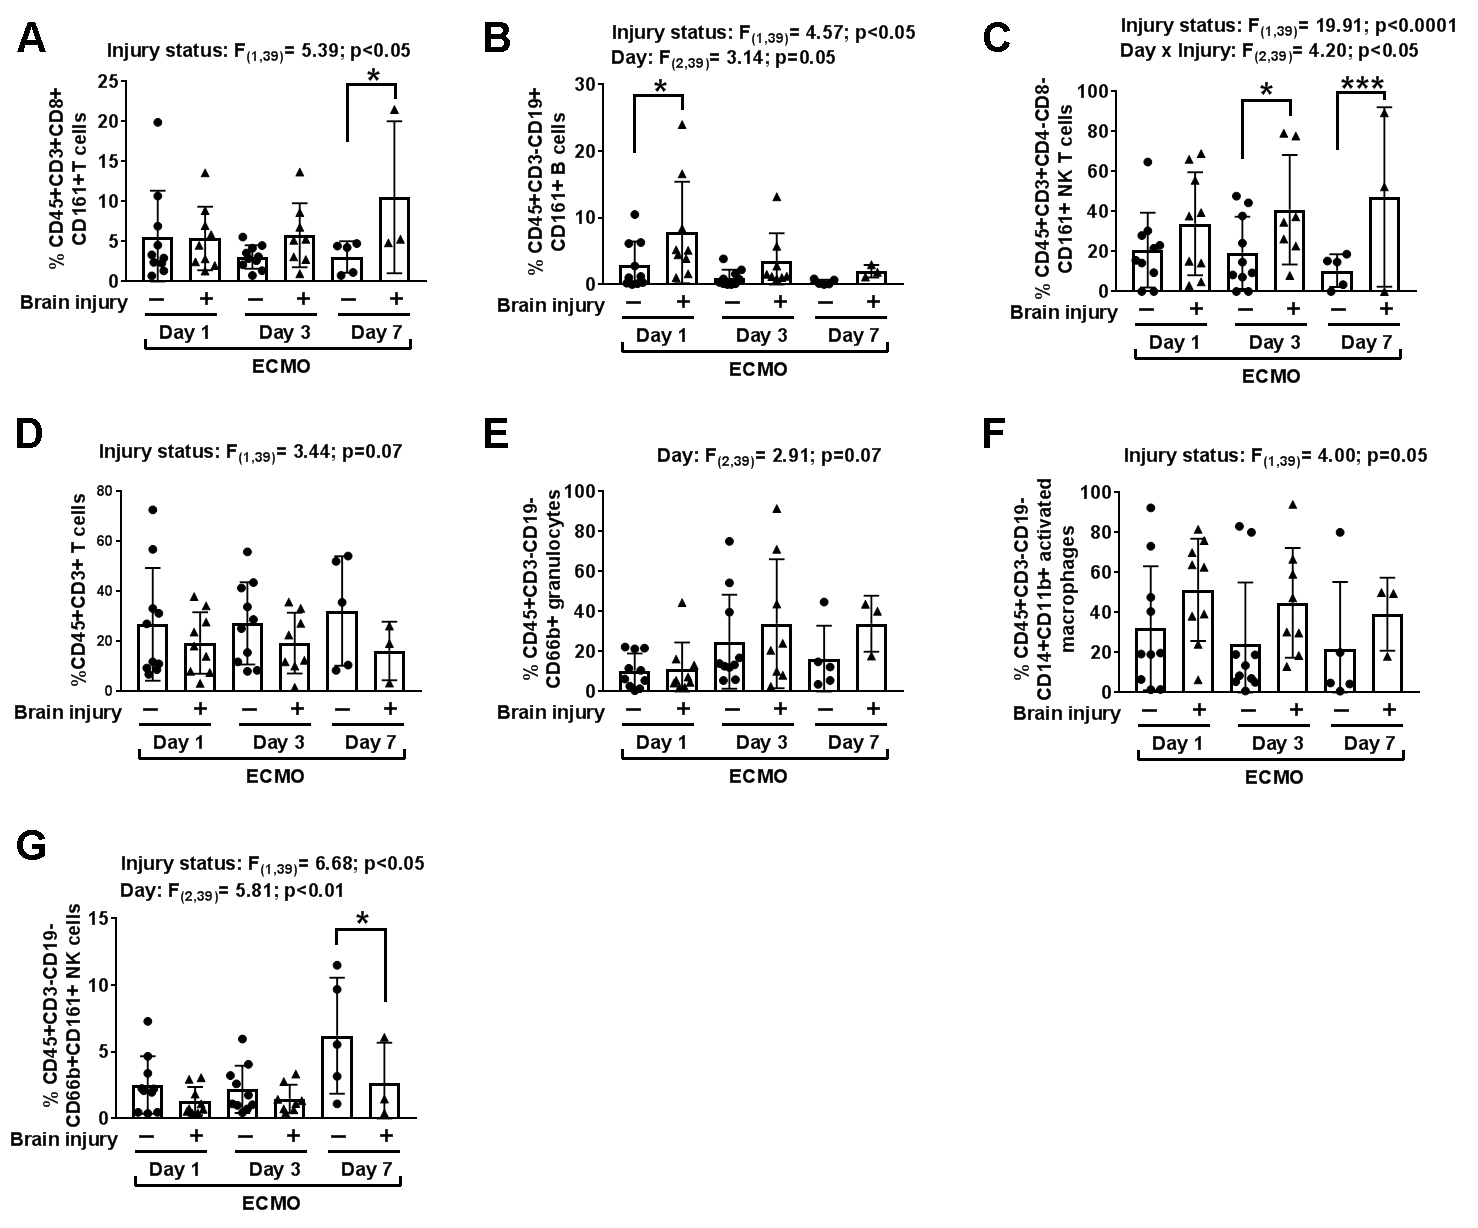 A
Injury status: F(1,39)= 5.39; p<0.05
*
% CD45+CD3+CD8+
CD161+T cells
25
20
15
10
5
0
Brain injury − + − + − +
Day 1 Day 3 Day 7
ECMO
B
Injury status: F(1,39)= 4.57; p<0.05
Day: F(2,39)= 3.14; p=0.05
*
% CD45+CD3-CD19+
CD161+ B cells
30
20
10
0
Brain injury − + − + − +
Day 1 Day 3 Day 7
ECMO
C
Injury status: F(1,39)= 19.91; p<0.0001
Day x Injury: F(2,39)= 4.20; p<0.05
* ***
% CD45+CD3+CD4-CD8-
CD161+ NK T cells
100
80
60
40
20
0
Brain injury − + − + − +
Day 1 Day 3 Day 7
ECMO
D
Injury status: F(1,39)= 3.44; p=0.07
%CD45+CD3+ T cells
80
60
40
20
0
Brain injury − + − + − +
Day 1 Day 3 Day 7
ECMO
E
Day: F(2,39)= 2.91; p=0.07
% CD45+CD3-CD19-
CD66b+ granulocytes
100
80
60
40
20
0
Brain injury − + − + − +
Day 1 Day 3 Day 7
ECMO
F
Injury status: F(1,39)= 4.00; p=0.05
% CD45+CD3-CD19-
CD14+CD11b+ activated
macrophages
100
80
60
40
20
0
Brain injury − + − + − +
Day 1 Day 3 Day 7
ECMO
G
Injury status: F(1,39)= 6.68; p<0.05
Day: F(2,39)= 5.81; p<0.01
*
% CD45+CD3-CD19-
CD66b+CD161+ NK cells
15
10
5
0
Brain injury − + − + − +
Day 1 Day 3 Day 7
ECMO